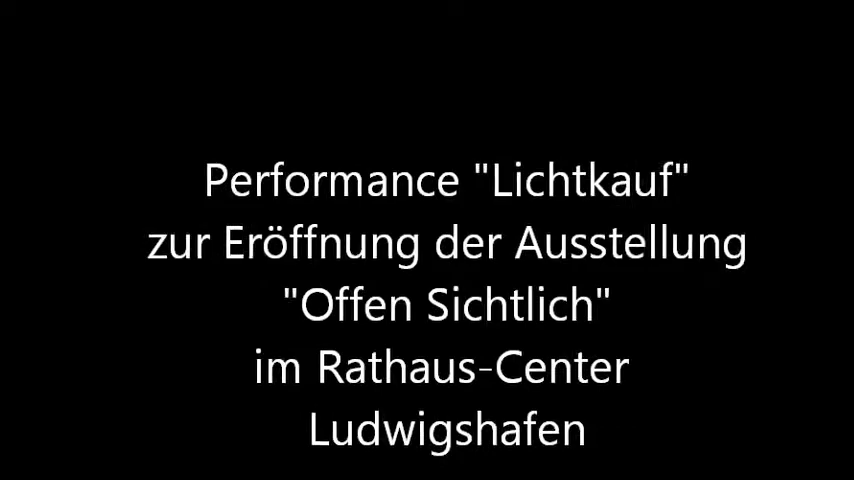 Performance "Lichtkauf"
zur Eröffnung der Ausstellung
"Offen Sichtlich"
im Rathaus-Center
Ludwigshafen